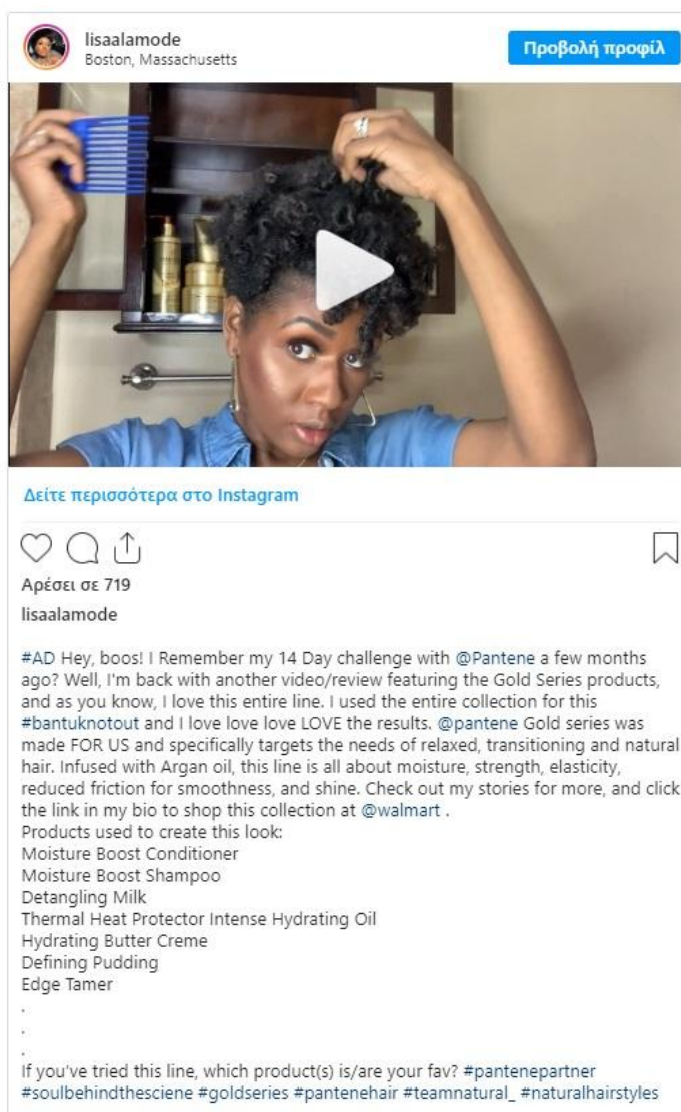 lisaalamode
Boston, Massachusetts
Προβολή προφίλ
Δείτε περισσότερα στο Instagram
Αρέσει σε 719
lisaalamode
#AD Hey, boos! I Remember my 14 Day challenge with @Pantene a few months
ago? Well, I'm back with another video/review featuring the Gold Series products,
and as you know, I love this entire line. I used the entire collection for this
#bantuknotout and I love love love LOVE the results. @pantene Gold series was
made FOR US and specifically targets the needs of relaxed, transitioning and natural
hair. Infused with Argan oil, this line is all about moisture, strength, elasticity,
reduced friction for smoothness, and shine. Check out my stories for more, and click
the link in my bio to shop this collection at @walmart .
Products used to create this look:
Moisture Boost Conditioner
Moisture Boost Shampoo
Detangling Milk
Thermal Heat Protector Intense Hydrating Oil
Hydrating Butter Creme
Defining Pudding
Edge Tamer
.
.
.
If you've tried this line, which product(s) is/are your fav? #pantenepartner
#soulbehindthesciene #goldseries #pantenehair #teamnatural_ #naturalhairstyles